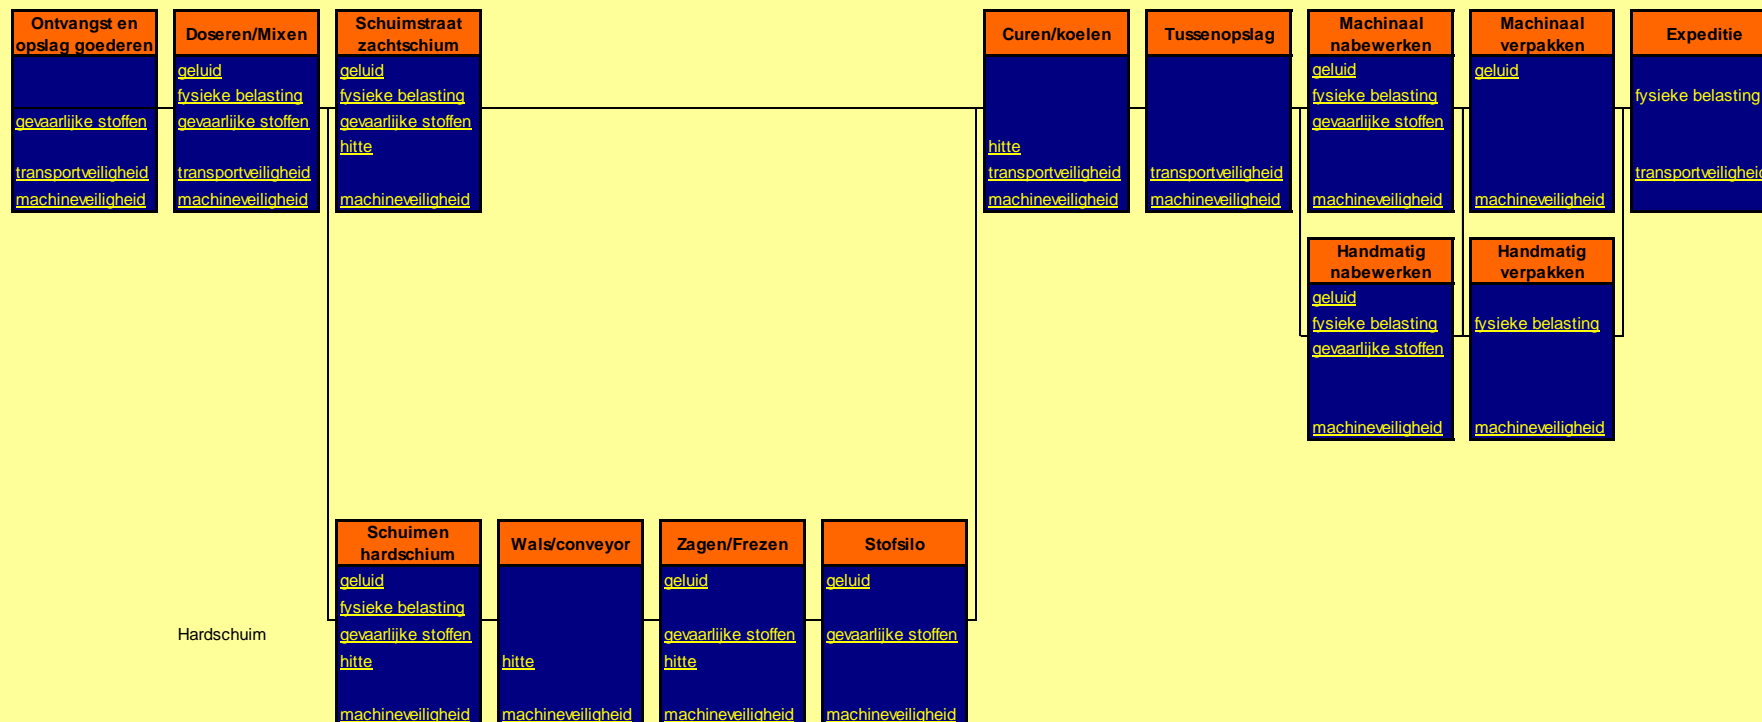 Ontvangst en
opslag goederen
gevaarlijke stoffen
transportveiligheid
machineveiligheid
Doseren/Mixen
geluid
fysieke belasting
gevaarlijke stoffen
transportveiligheid
machineveiligheid
Schuimstraat
zachtschium
geluid
fysieke belasting
gevaarlijke stoffen
hitte
machineveiligheid
Curen/koelen
hitte
transportveiligheid
machineveiligheid
Tussenopslag
transportveiligheid
machineveiligheid
Machinaal
nabewerken
geluid
fysieke belasting
gevaarlijke stoffen
machineveiligheid
Machinaal
verpakken
geluid
machineveiligheid
Expeditie
fysieke belasting
transportveiligheid
Handmatig
nabewerken
geluid
fysieke belasting
gevaarlijke stoffen
machineveiligheid
Handmatig
verpakken
fysieke belasting
machineveiligheid
Hardschuim
Schuimen
hardschium
geluid
fysieke belasting
gevaarlijke stoffen
hitte
machineveiligheid
Wals/conveyor
hitte
machineveiligheid
Zagen/Frezen
geluid
gevaarlijke stoffen
hitte
machineveiligheid
Stofsilo
geluid
gevaarlijke stoffen
machineveiligheid